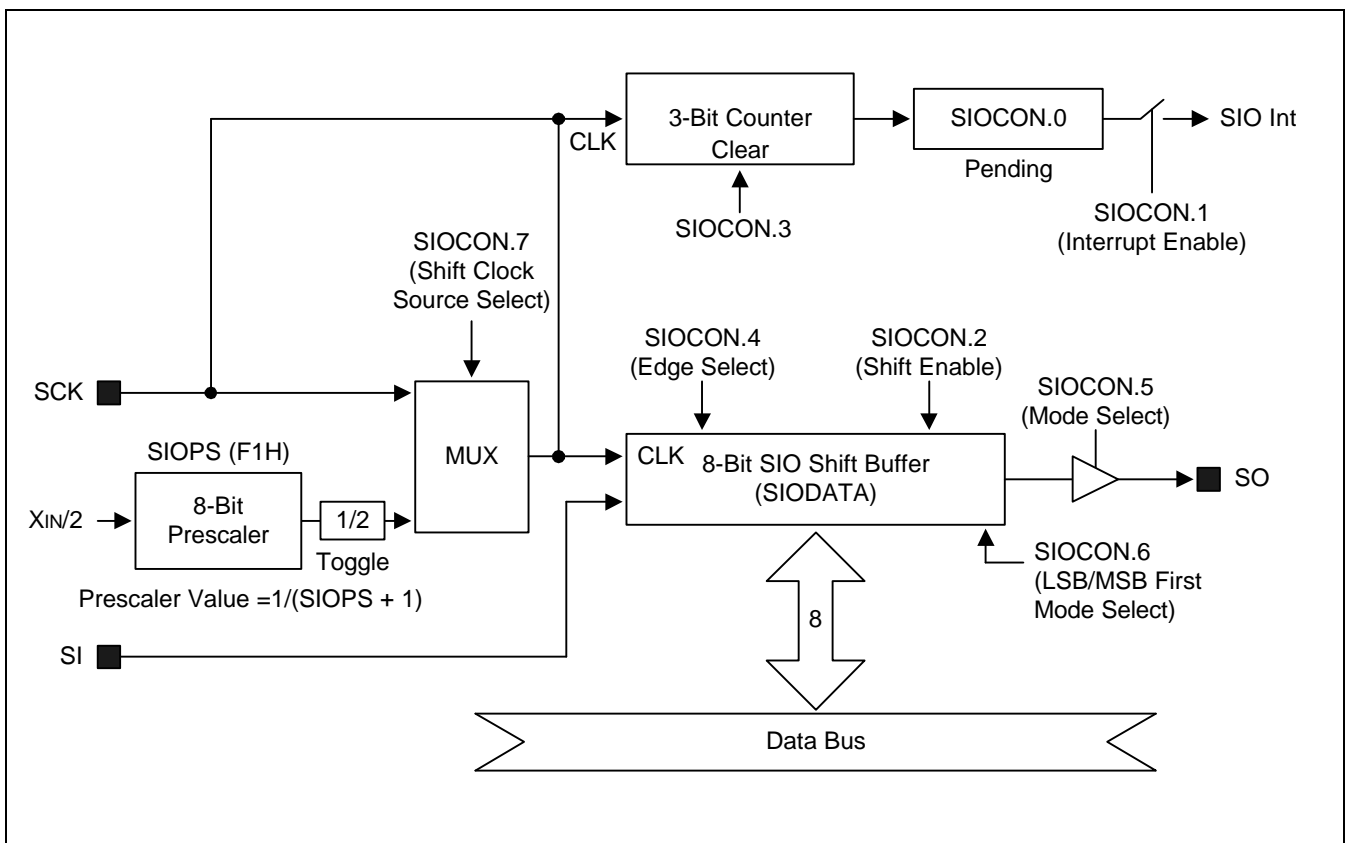 3-Bit Counter
Clear
CLK
SIOCON.0
Pending
SIO Int
SIOCON.3
SIOCON.1
(Interrupt Enable)
SIOCON.7
(Shift Clock
Source Select)
SIOCON.4
(Edge Select)
SIOCON.2
(Shift Enable)
SIOCON.5
(Mode Select)
SCK
MUX
CLK
8-Bit SIO Shift Buffer
(SIODATA)
SO
SIOPS (F1H)
XIN/2
8-Bit
Prescaler
1/2
Toggle
Prescaler Value =1/(SIOPS + 1)
SIOCON.6
(LSB/MSB First
Mode Select)
8
SI
Data Bus